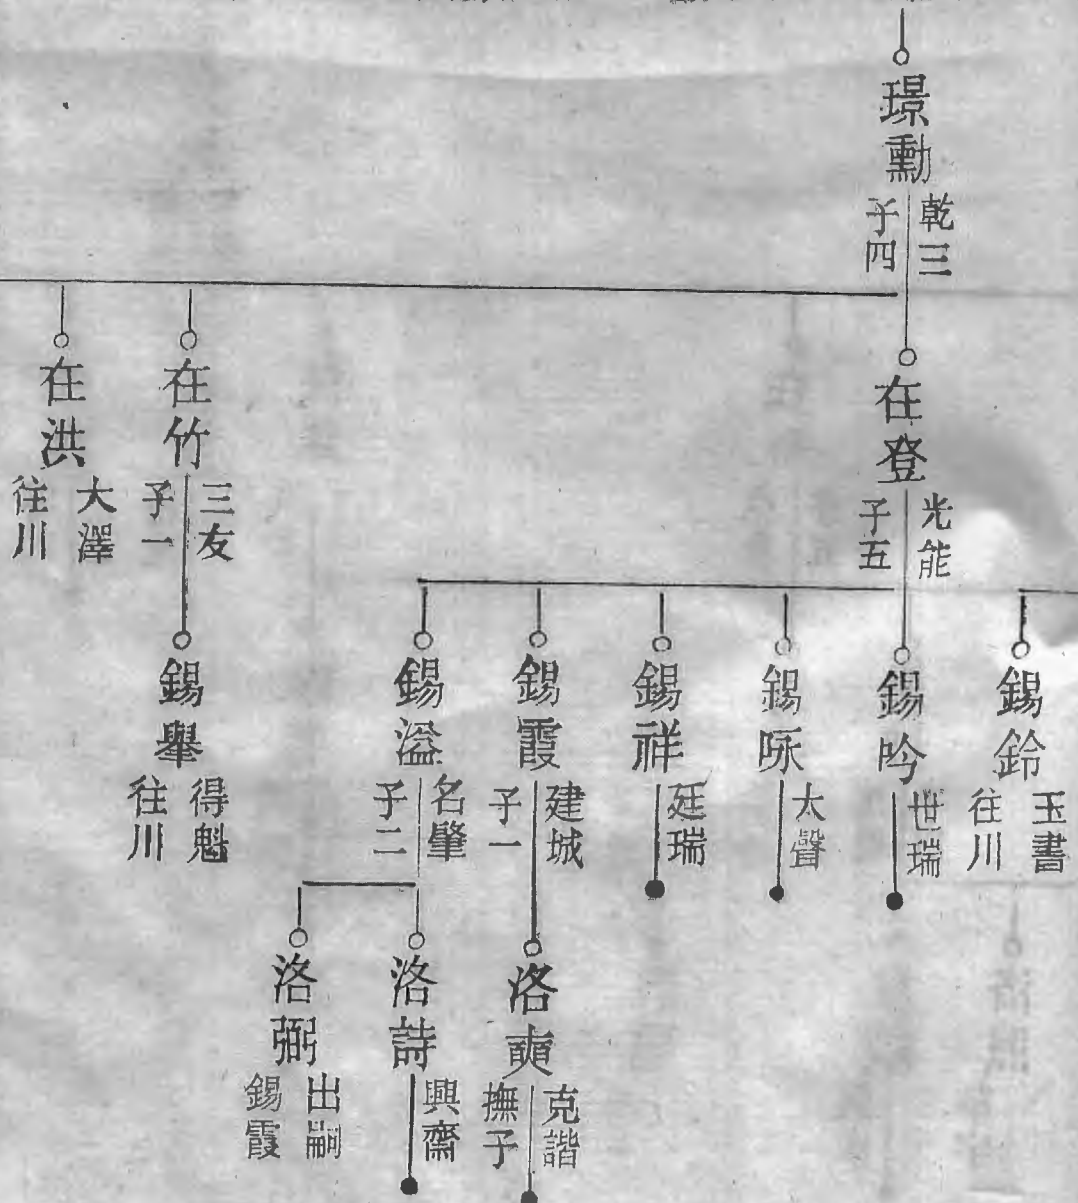 璟勳
乾三
子四
在登
光能
子五
在竹
三友
子一
在洪
大澤
往川
錫鈴
玉書
往川
錫吟
世瑞
錫咏
太聲
錫祥
廷瑞
錫霞
建城
子一
錫溢
名肇
子二
錫舉
得魁
往川
洛奭
克諧
撫子
洛詩
興齋
洛弼
出嗣
錫霞